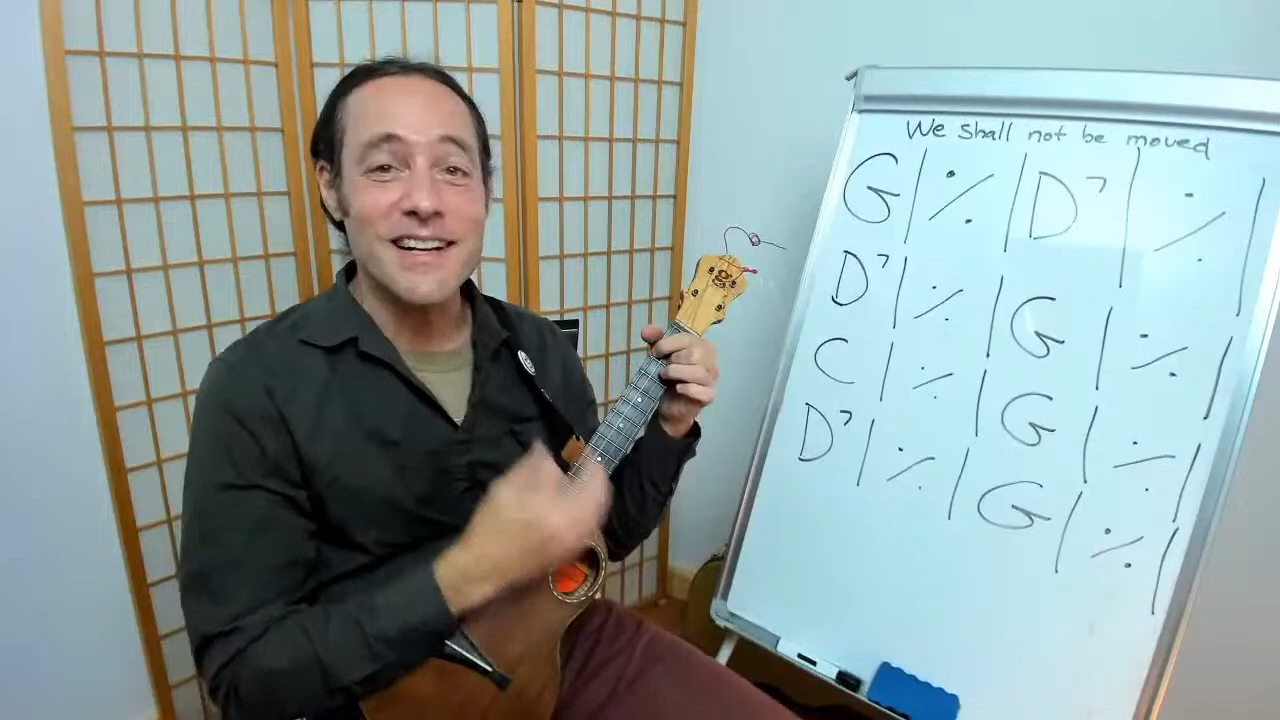 We shall not be moved
G | ٪ | D7 | ٪ |
D7 | ٪ | G | ٪ |
C | ٪ | G | ٪ |
D7 | ٪ | G | ٪ |